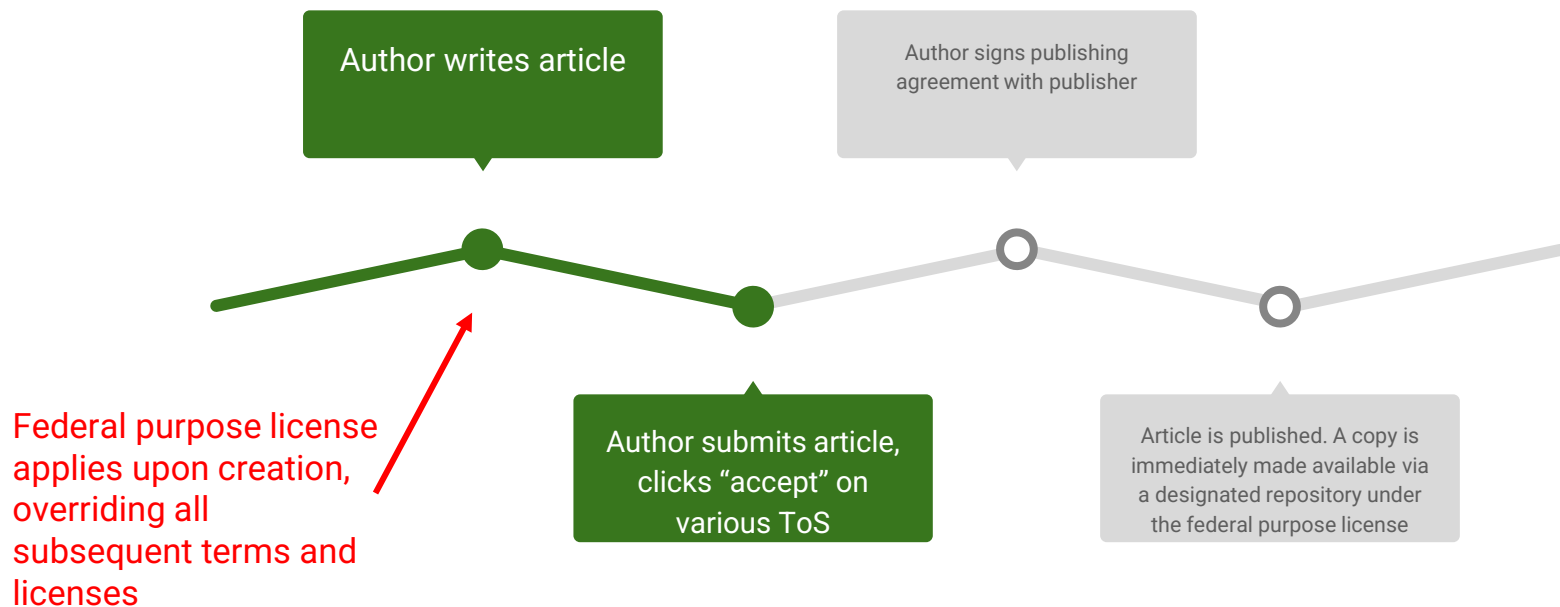 Author writes article
Author signs publishing
agreement with publisher
Federal purpose license
applies upon creation,
overriding all
subsequent terms and
licenses
Author submits article,
clicks “accept” on
various ToS
Article is published. A copy is
immediately made available via
a designated repository under
the federal purpose license